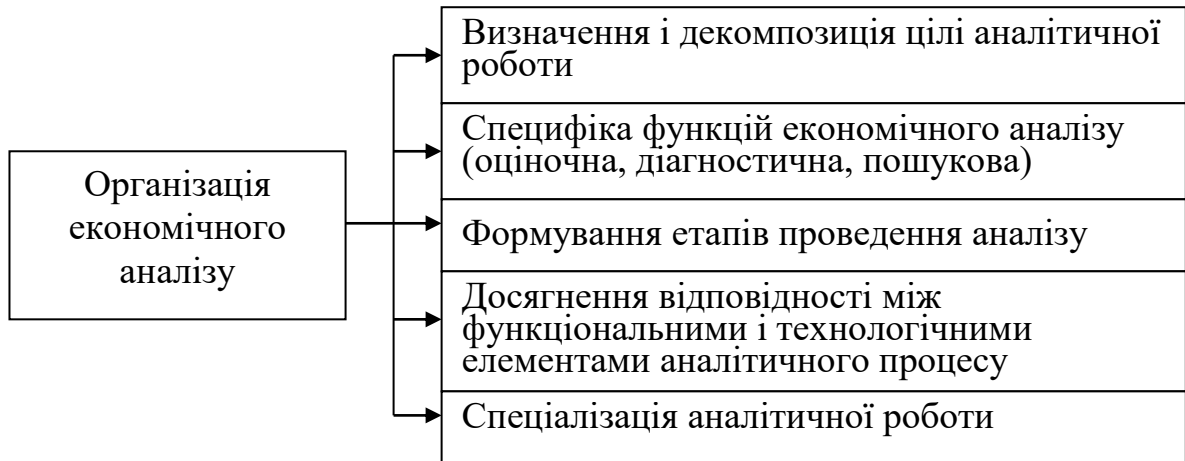 Організація
економічного
аналізу
Визначення і декомпозиція цілі аналітичної
роботи
Специфіка функцій економічного аналізу
(оціночна, діагностична, пошукова)
Формування етапів проведення аналізу
Досягнення відповідності між
функціональними і технологічними
елементами аналітичного процесу
Спеціалізація аналітичної роботи